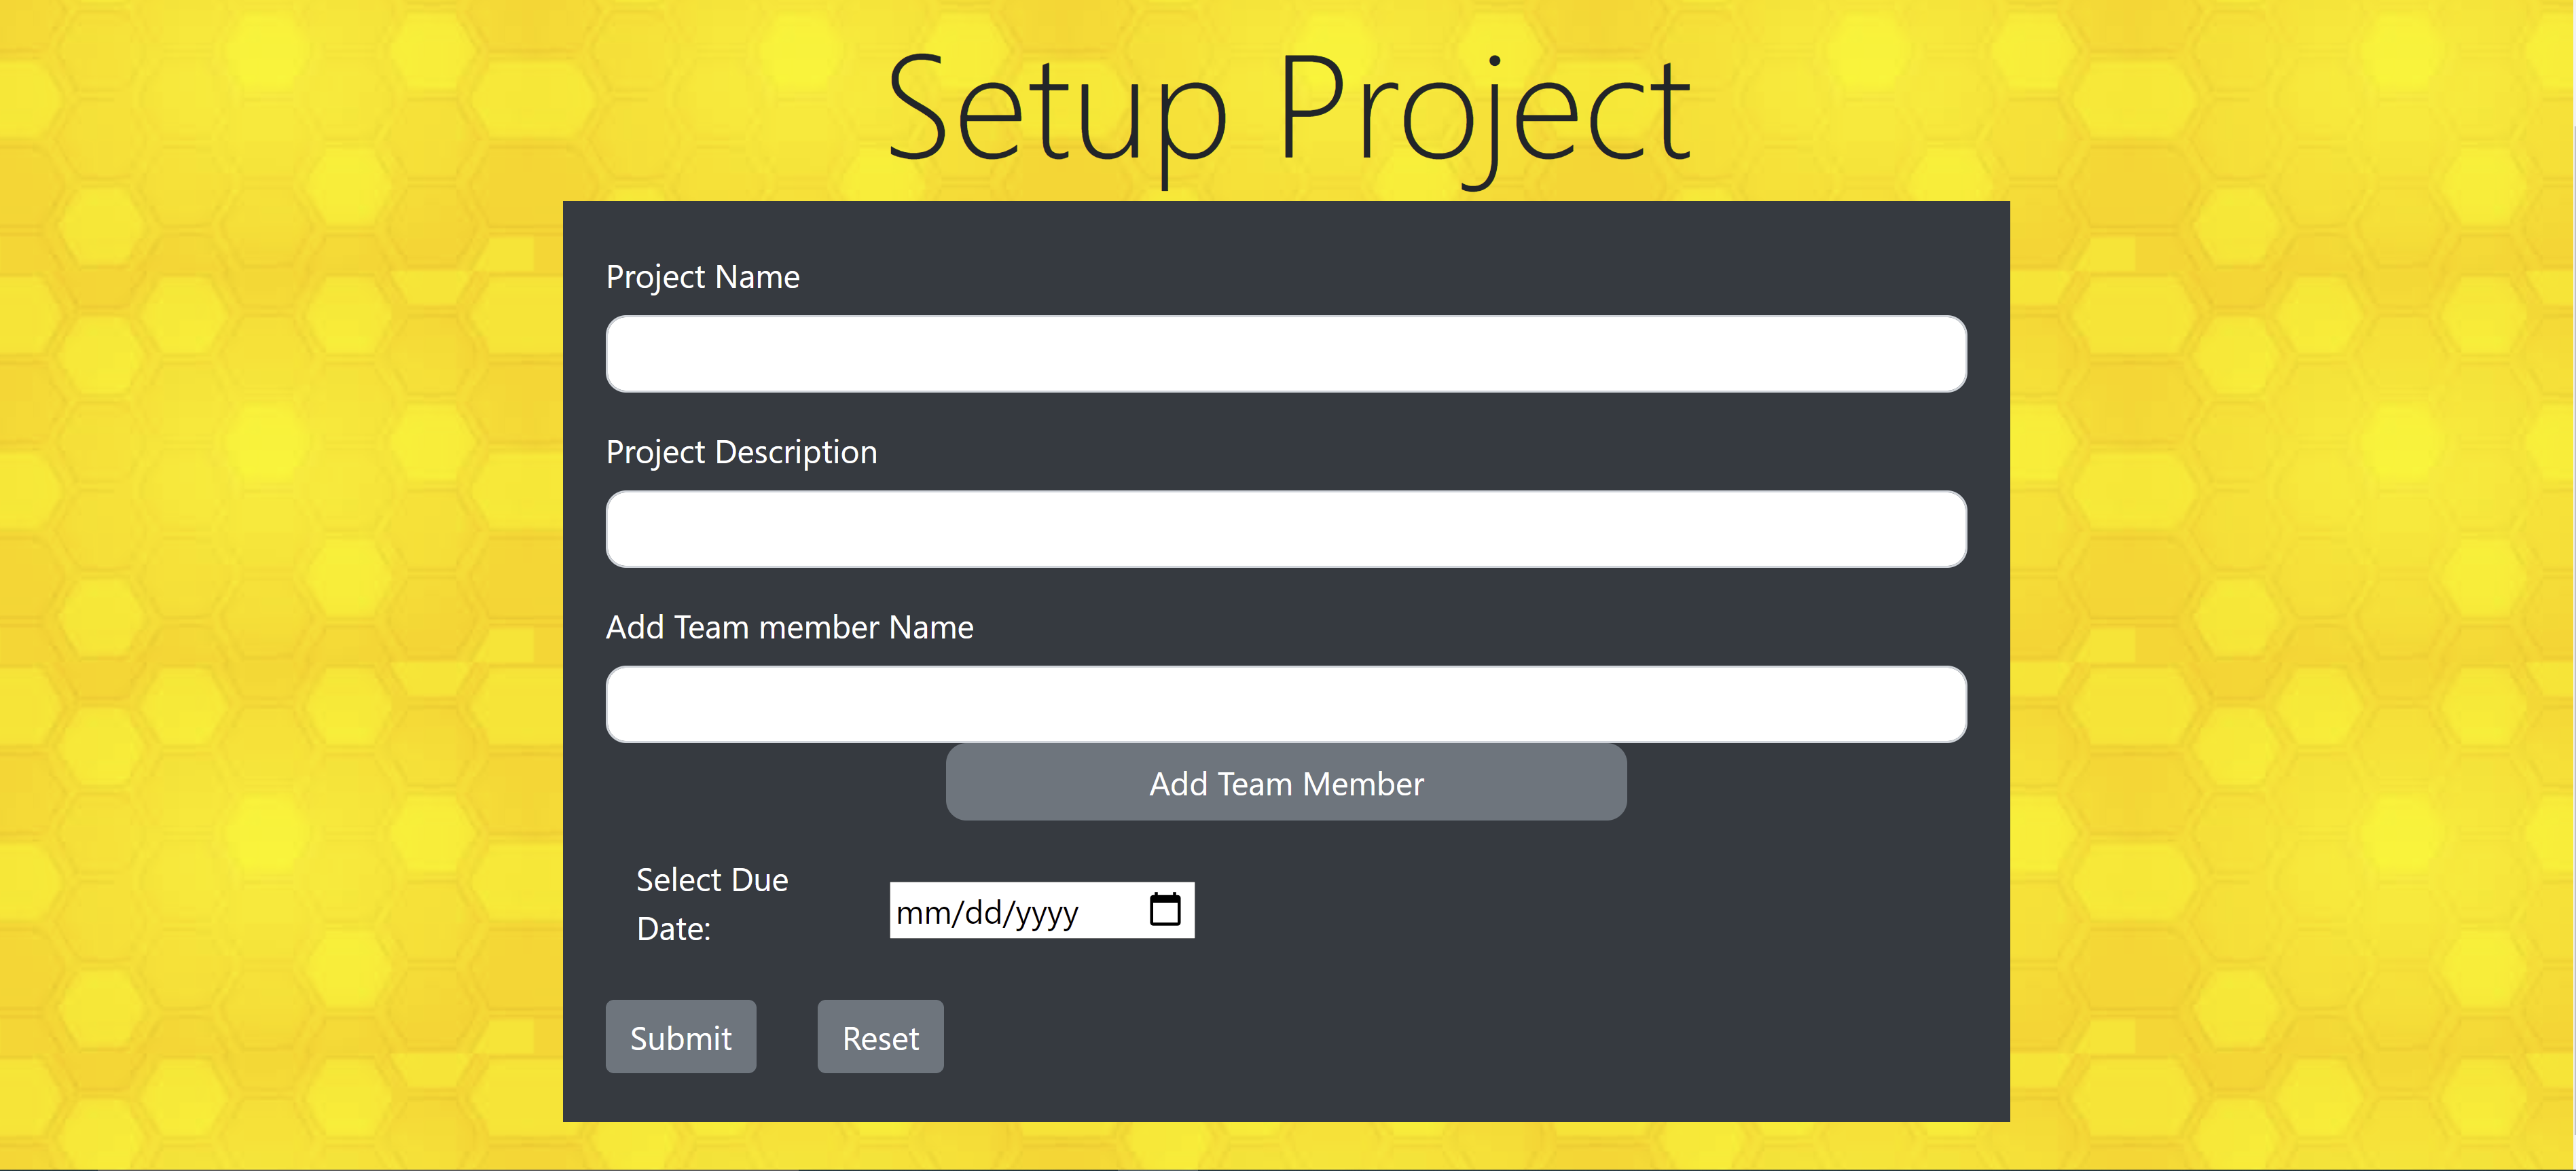 Setup Project
Project Name
Project Description
Add Team member Name
Add Team Member
Select Due
Date:
mm/dd/yyyy
Submit
Reset